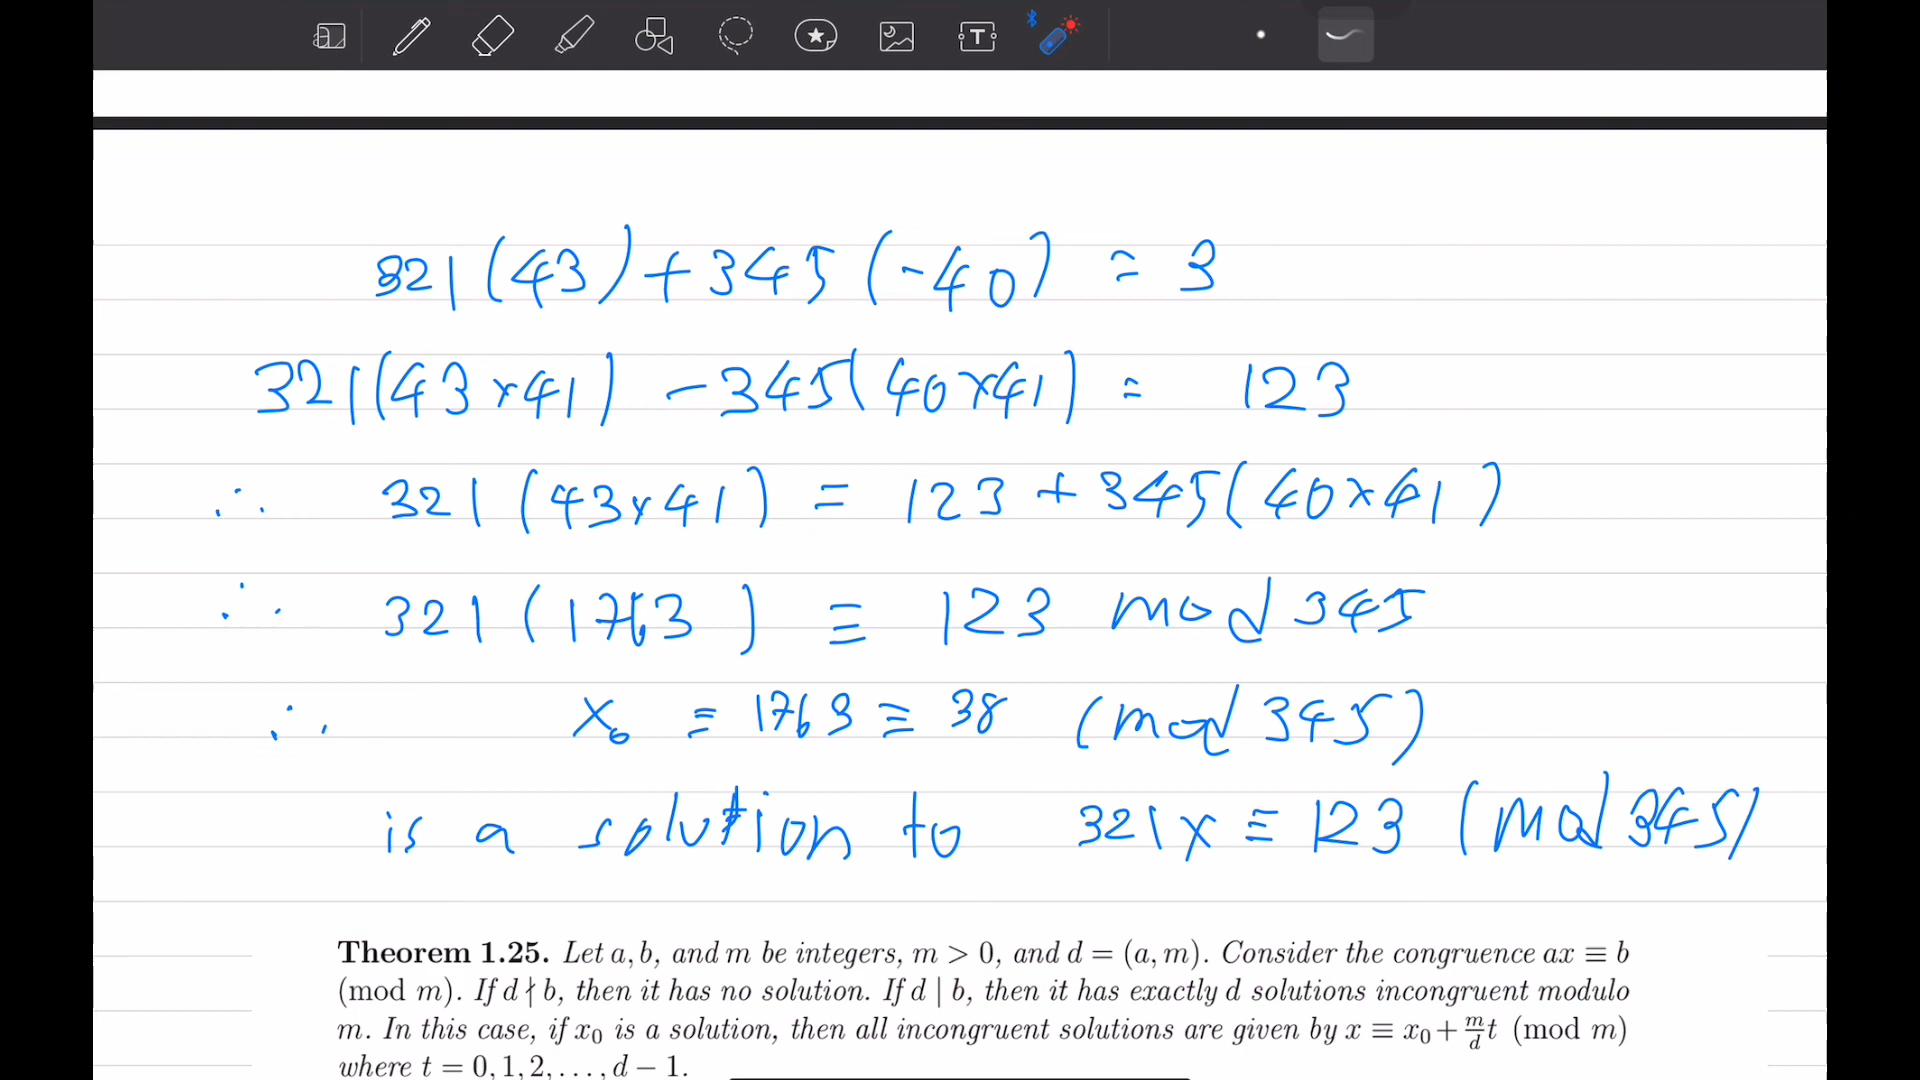 321(43)+345(-40) = 3
321(43×41) -345(40×41) = 123
∴ 321(43×41) = 123+345(40×41)
∴ 321(1763) ≡ 123 mod 345
∴ x₀ ≡ 1763 ≡ 38 (mod 345)
is a solution to 321x ≡ 123 (mod 345)
Theorem 1.25. Let a, b, and m be integers, m > 0, and d = (a, m). Consider the congruence ax ≡ b
(mod m). If d ∤ b, then it has no solution. If d | b, then it has exactly d solutions incongruent modulo
m. In this case, if x₀ is a solution, then all incongruent solutions are given by x ≡ x₀ + m/d t (mod m)
where t = 0, 1, 2, . . . , d − 1.